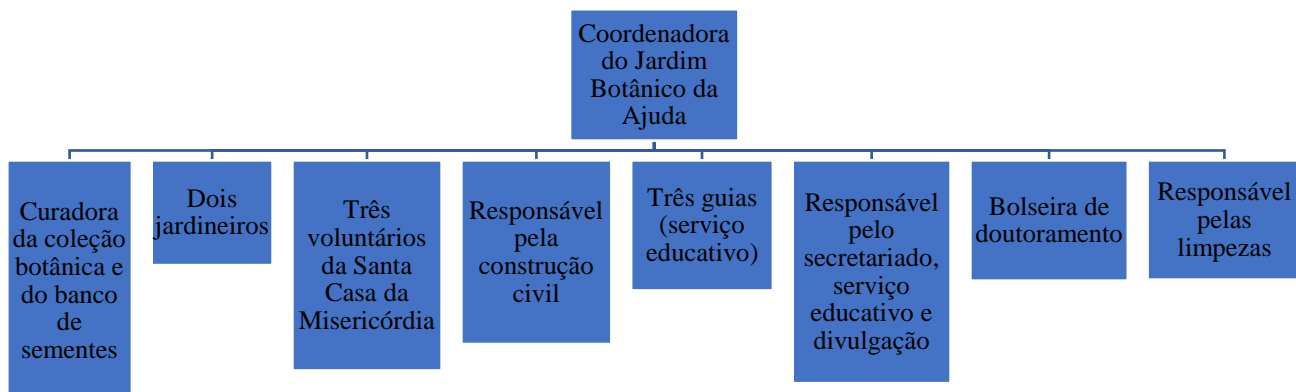 Coordenadora
do Jardim
Botânico da
Ajuda
Curadora
da coleção
botânica e
do banco
de
sementes
Dois
jardineiros
Três
voluntários
da Santa
Casa da
Misericórdia
Responsável
pela
construção
civil
Três guias
(serviço
educativo)
Responsável
pelo
secretariado,
serviço
educativo e
divulgação
Bolseira de
doutoramento
Responsável
pelas
limpezas